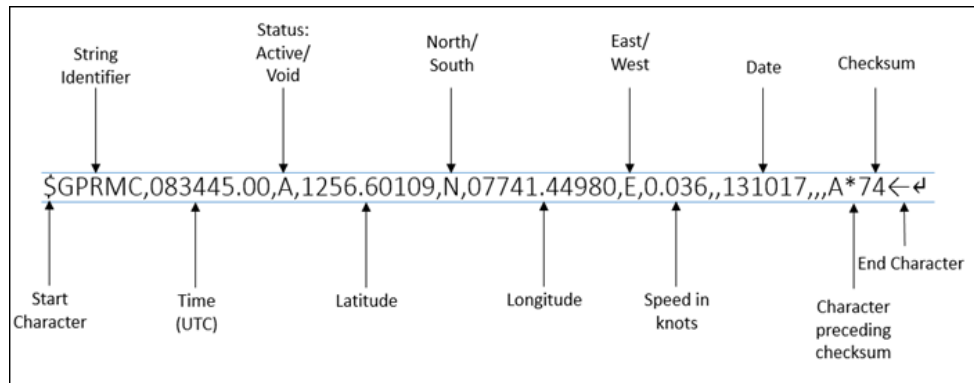 String
Identifier
Status:
Active/
Void
North/
South
East/
West
Date
Checksum
$GPRMC,083445.00,A,1256.60109,N,07741.44980,E,0.036,,131017,,,A*74←↲
Start
Character
Time
(UTC)
Latitude
Longitude
Speed in
knots
Character
preceding
checksum
End Character